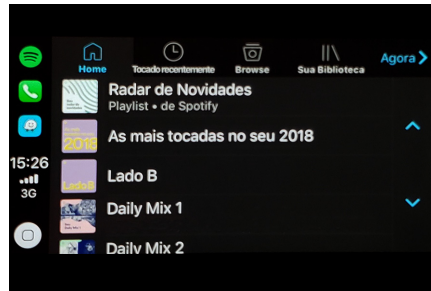 Home
Tocado recentemente
Browse
Sua Biblioteca
Agora
Radar de Novidades
Playlist • de Spotify
As mais tocadas no seu 2018
2018
15:26
3G
Lado B
Lado B
Daily Mix 1
Daily Mix 2